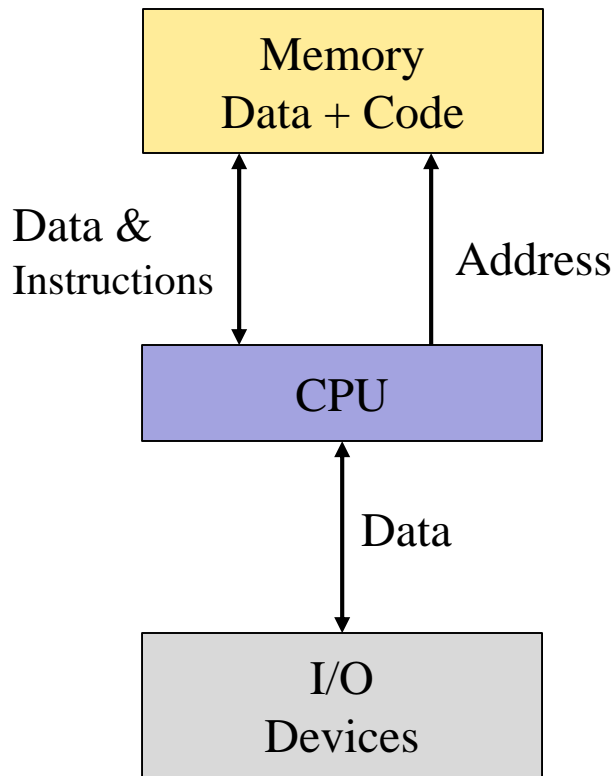 Memory
Data + Code
Data &
Instructions
Address
CPU
Data
I/O
Devices